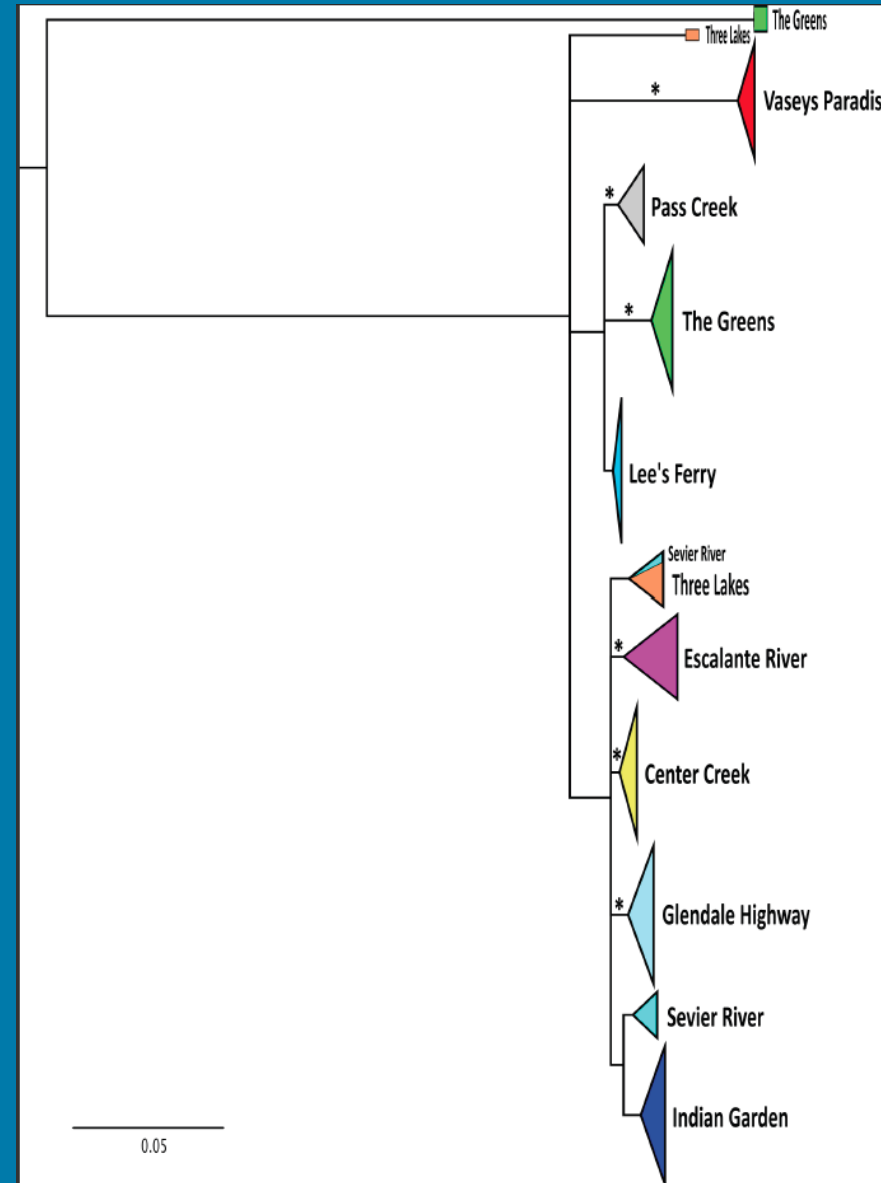 The Greens
Three Lakes
*
Vaseys Paradis
*
Pass Creek
*
The Greens
Lee's Ferry
Sevier River
Three Lakes
*
Escalante River
*
Center Creek
*
Glendale Highway
Sevier River
Indian Garden
0.05